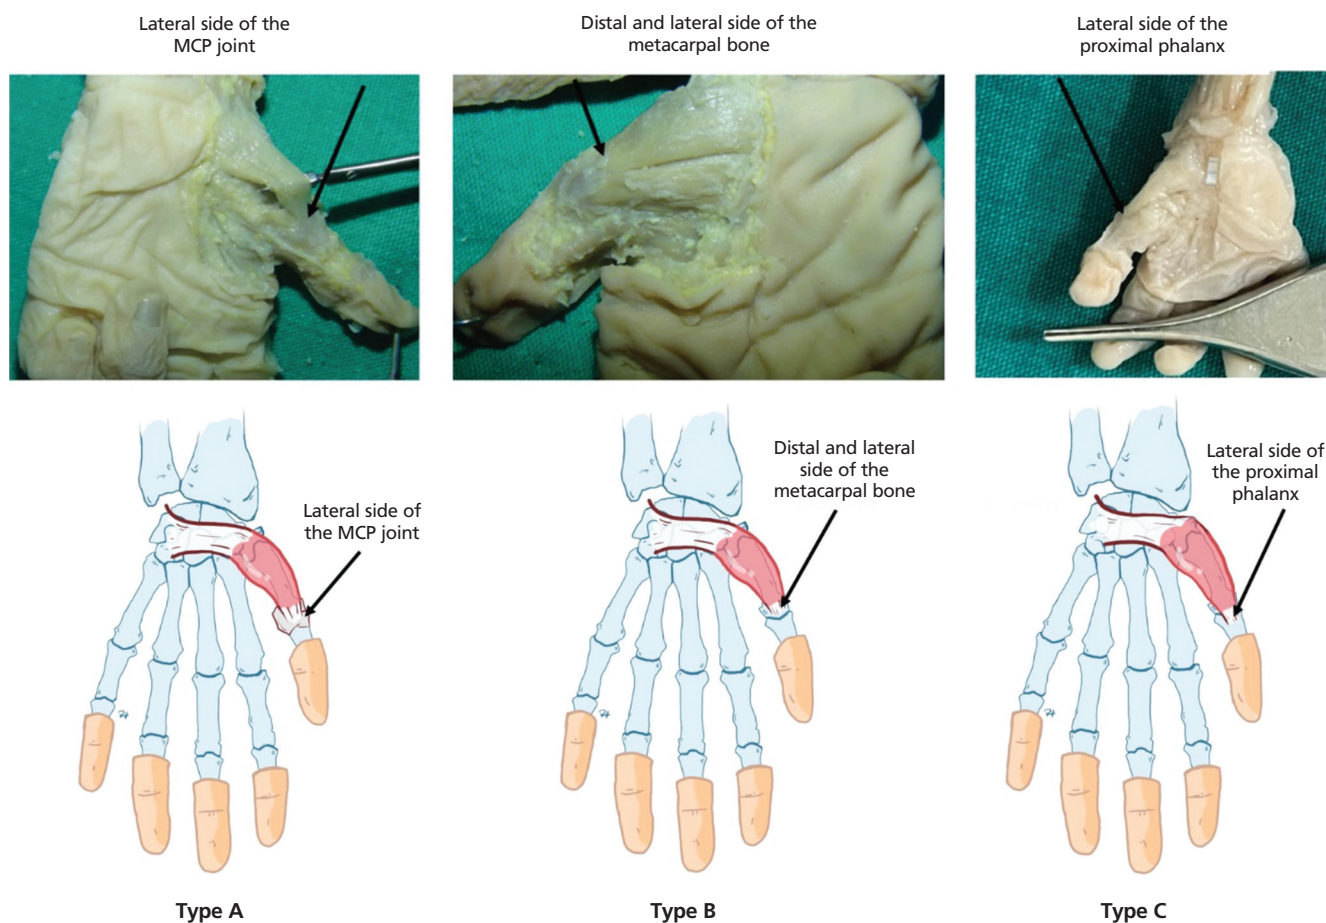 Lateral side of the
MCP joint
Distal and lateral side of the
metacarpal bone
Lateral side of the
proximal phalanx
Lateral side of
the MCP joint
Distal and lateral
side of the
metacarpal bone
Lateral side of
the proximal
phalanx
Type A
Type B
Type C